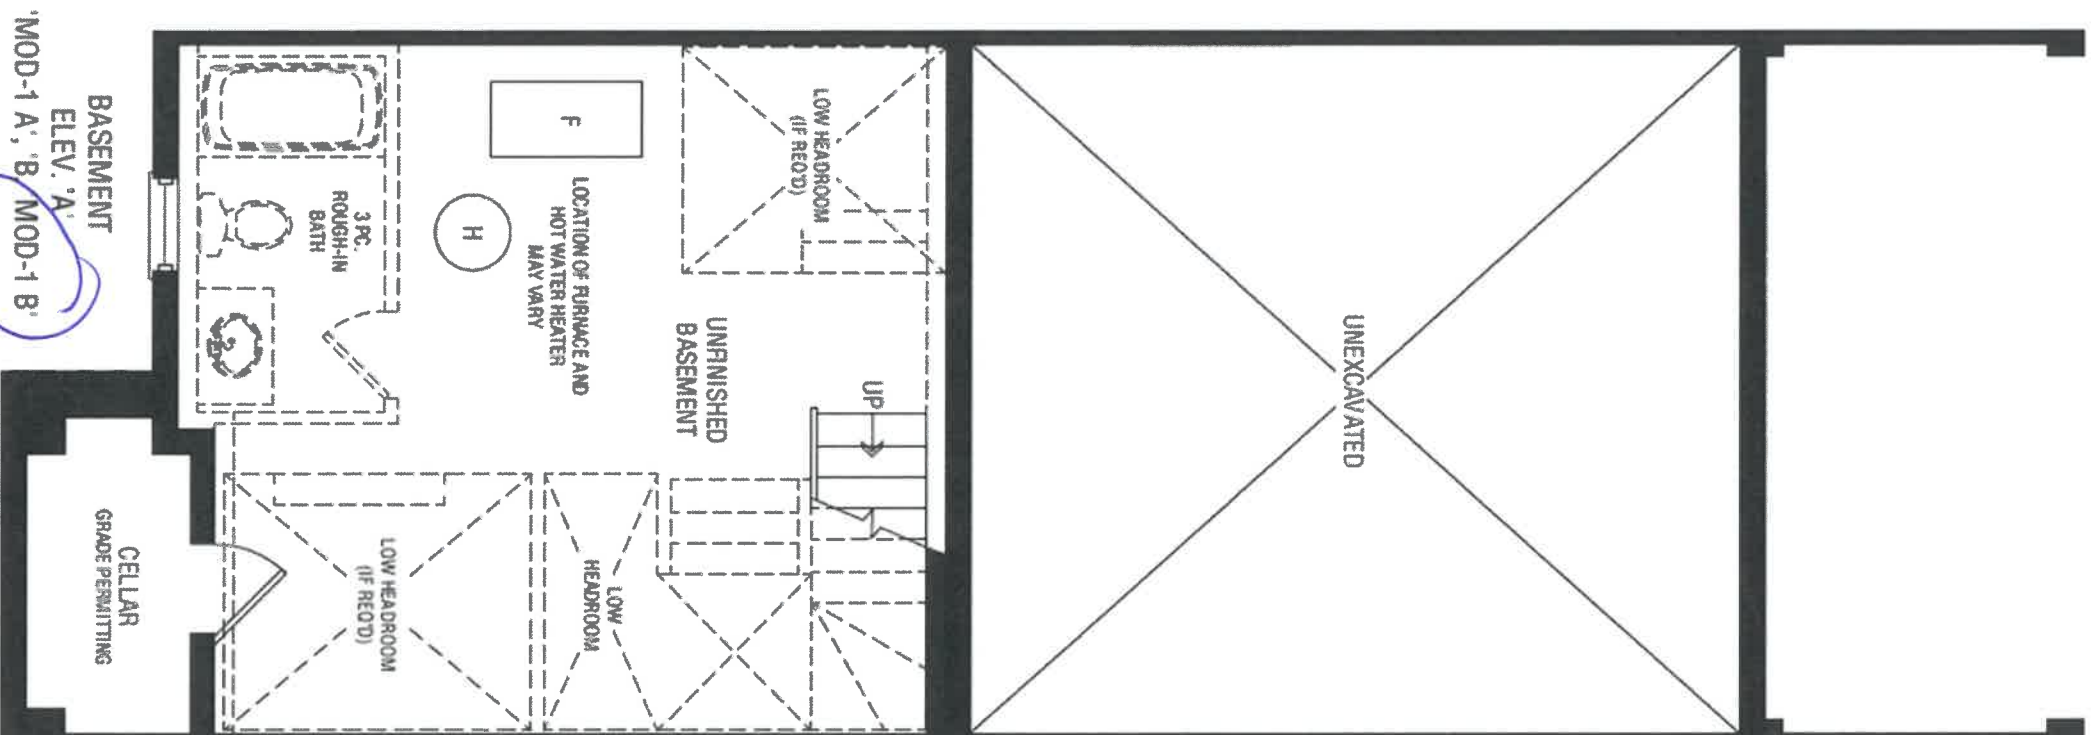 BASEMENT
ELEV. 'A'
'MOD-1 A', 'B, MOD-1 B'
3 PC.
ROUGH-IN
BATH
F
H
LOCATION OF FURNACE AND
HOT WATER HEATER
MAY VARY
LOW HEADROOM
(IF REQ'D)
UNFINISHED
BASEMENT
UP
UNEXCAVATED
LOW
HEADROOM
LOW HEADROOM
(IF REQ'D)
CELLAR
GRADE PERMITTING